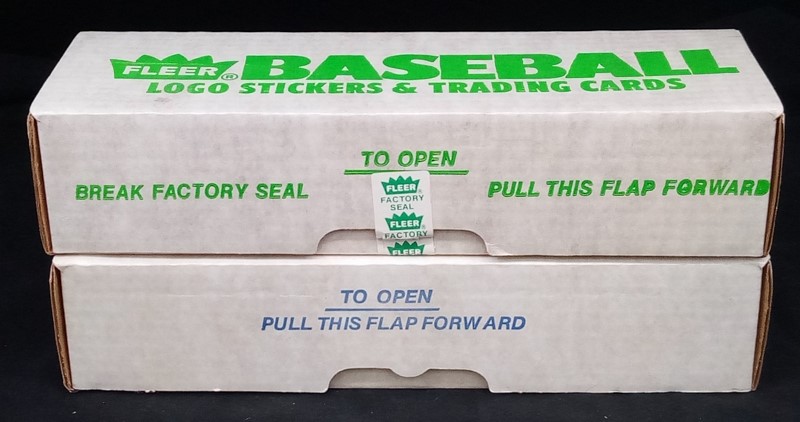 FLEER® BASEBALL
LOGO STICKERS & TRADING CARDS
TO OPEN
BREAK FACTORY SEAL
PULL THIS FLAP FORWARD
FLEER®
FACTORY
SEAL
FLEER®
FACTORY
FLEER
TO OPEN
PULL THIS FLAP FORWARD